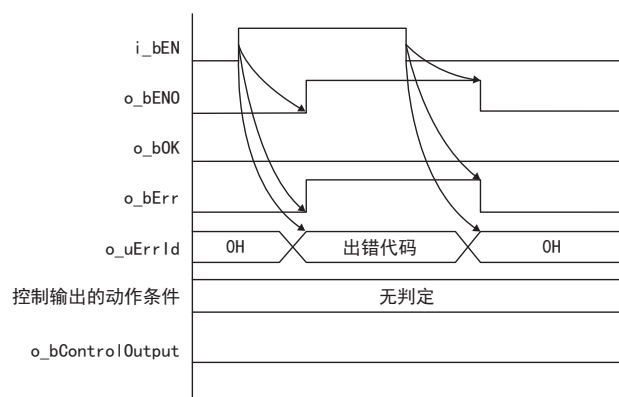 i_bEN
o_bENO
o_bOK
o_bErr
o_uErrId 0H 出错代码 0H
控制输出的动作条件 无判定
o_bControlOutput